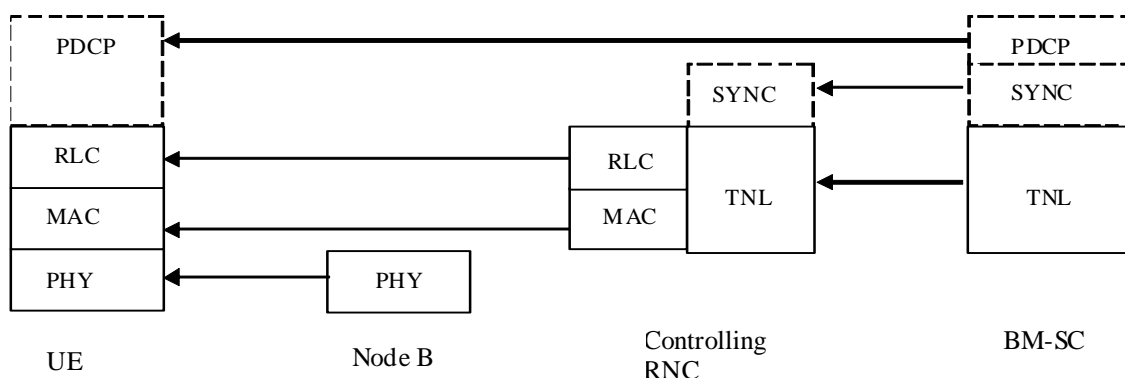 PDCP
PDCP
SYNC
SYNC
RLC
RLC
TNL
TNL
MAC
MAC
PHY
PHY
UE
Node B
Controlling
RNC
BM-SC